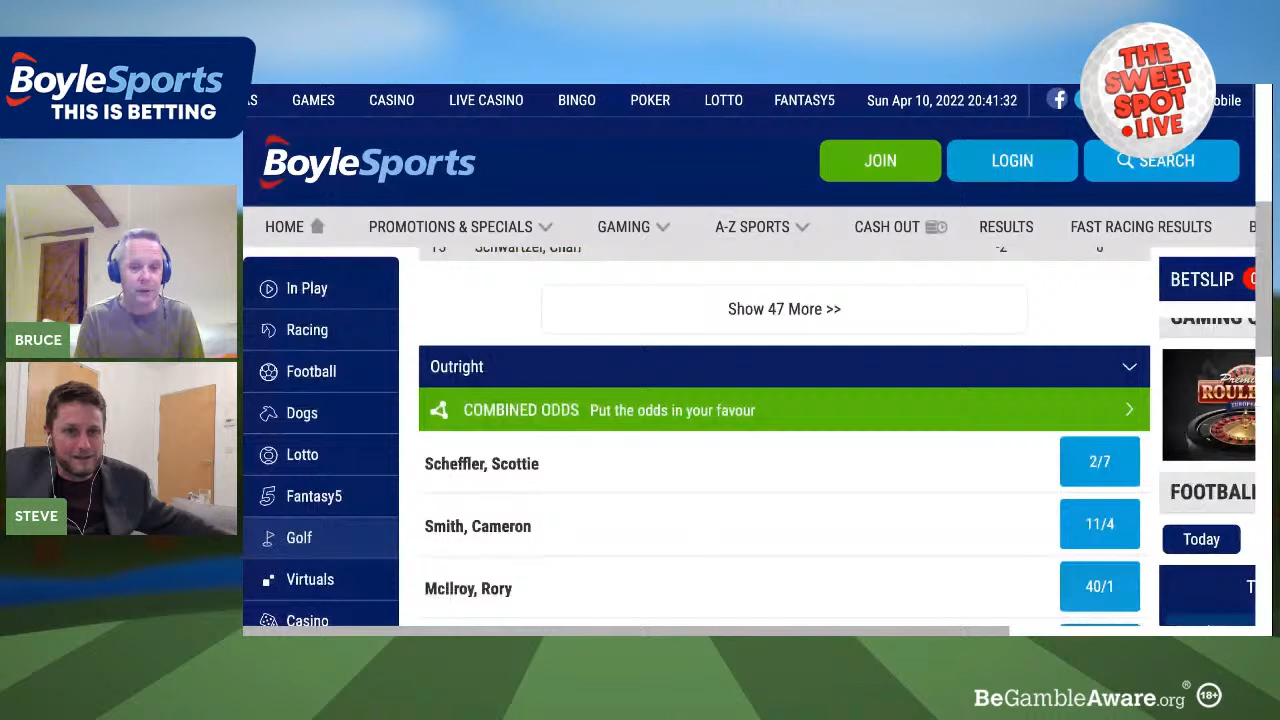 BoyleSports
THIS IS BETTING
GAMES CASINO LIVE CASINO BINGO POKER LOTTO FANTASY5 Sun Apr 10, 2022 20:41:32
THE
SWEET
SPOT
LIVE
BoyleSports
JOIN LOGIN SEARCH
HOME PROMOTIONS & SPECIALS GAMING A-Z SPORTS CASH OUT RESULTS FAST RACING RESULTS
BETSLIP
In Play
Racing
Football
Dogs
Lotto
Fantasy5
Golf
Virtuals
Casino
Show 47 More >>
Outright
COMBINED ODDS Put the odds in your favour
Scheffler, Scottie 2/7
Smith, Cameron 11/4
McIlroy, Rory 40/1
FOOTBALL
Today
BRUCE
STEVE
BeGambleAware.org® 18+